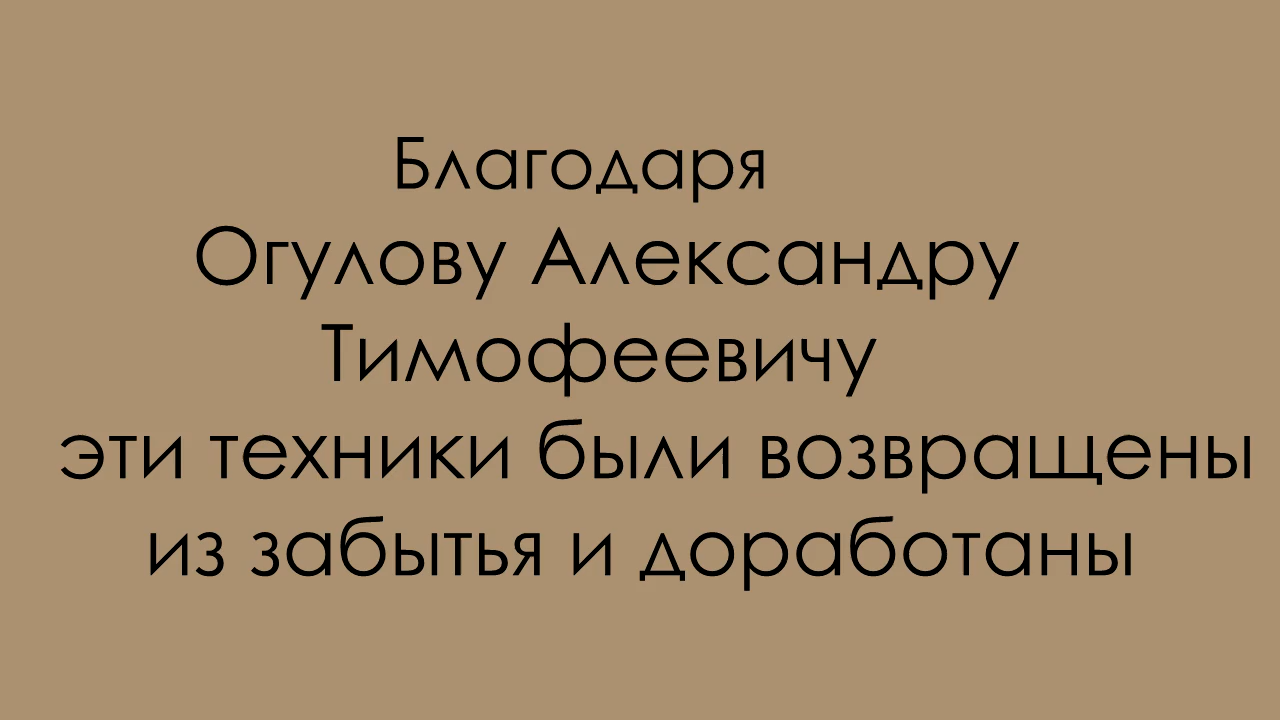 Благодаря
Огулову Александру
Тимофеевичу
эти техники были возвращены
из забытья и доработаны